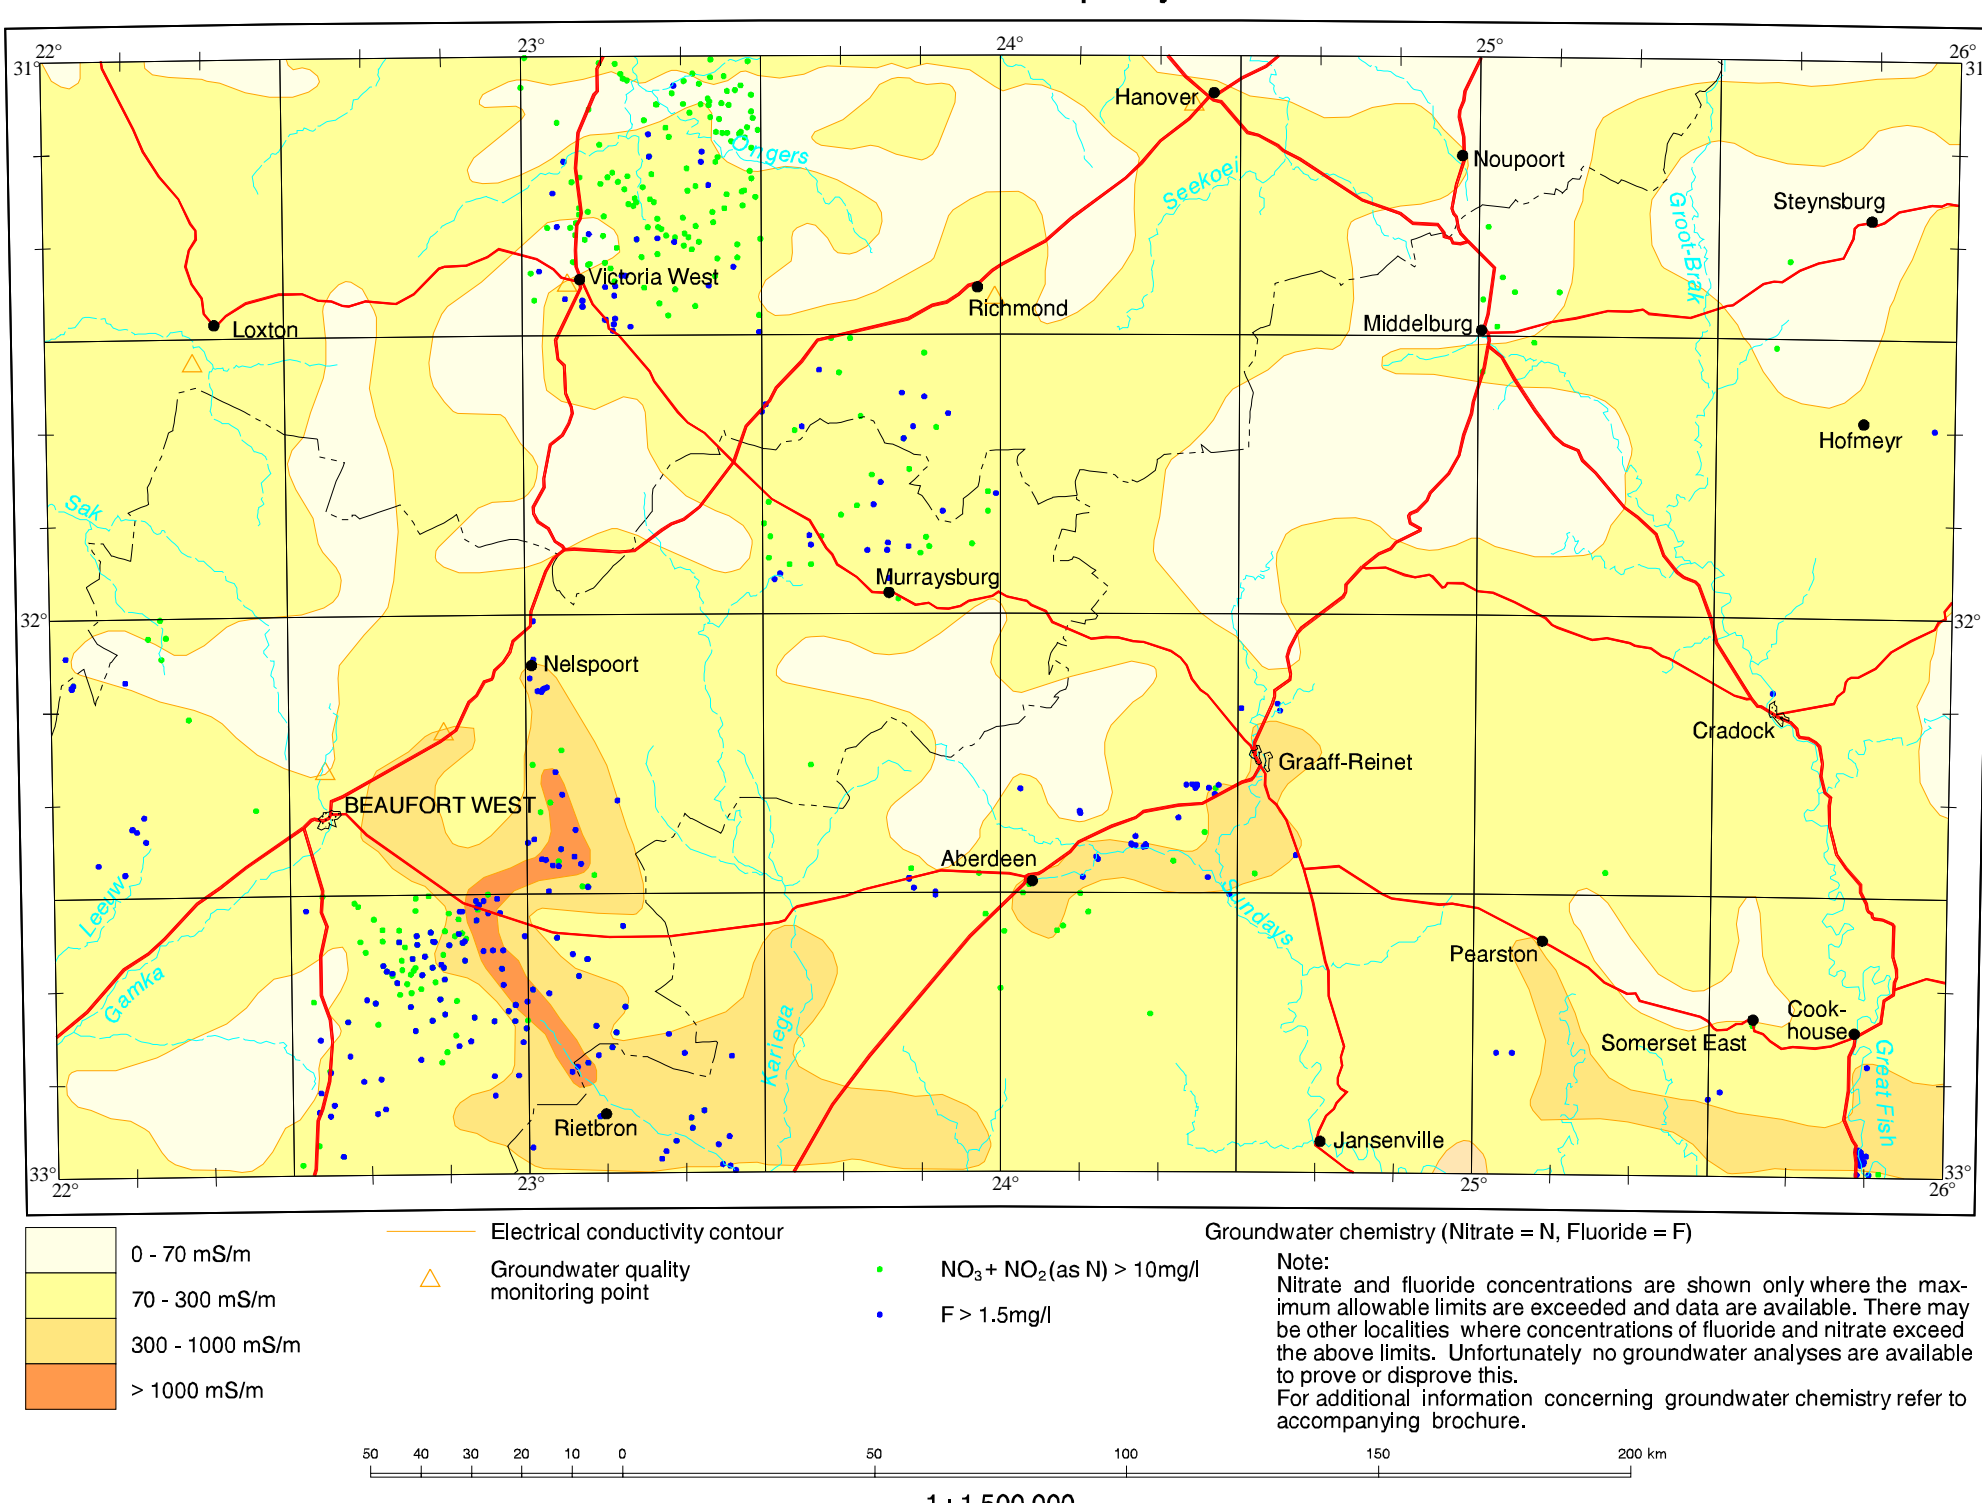 22°
23°
24°
25°
26°
31°
31
Hanover
Noupoort
Ongers
Seekoei
Groot-Brak
Steynsburg
Victoria West
Richmond
Middelburg
Loxton
Hofmeyr
Sak
Murraysburg
32°
32°
Nelspoort
Cradock
Graaff-Reinet
BEAUFORT WEST
Aberdeen
Leeuw
Sundays
Pearston
Gamka
Kariega
Cook-
house
Somerset East
Great Fish
Rietbron
Jansenville
33°
33°
22°
23°
24°
25°
26°
0 - 70 mS/m
70 - 300 mS/m
300 - 1000 mS/m
> 1000 mS/m
Electrical conductivity contour
Groundwater quality
monitoring point
NO₃ + NO₂ (as N) > 10mg/l
F > 1.5mg/l
Groundwater chemistry (Nitrate = N, Fluoride = F)
Note:
Nitrate and fluoride concentrations are shown only where the max-
imum allowable limits are exceeded and data are available. There may
be other localities where concentrations of fluoride and nitrate exceed
the above limits. Unfortunately no groundwater analyses are available
to prove or disprove this.
For additional information concerning groundwater chemistry refer to
accompanying brochure.
50 40 30 20 10 0 50 100 150 200 km
1 : 1 500 000